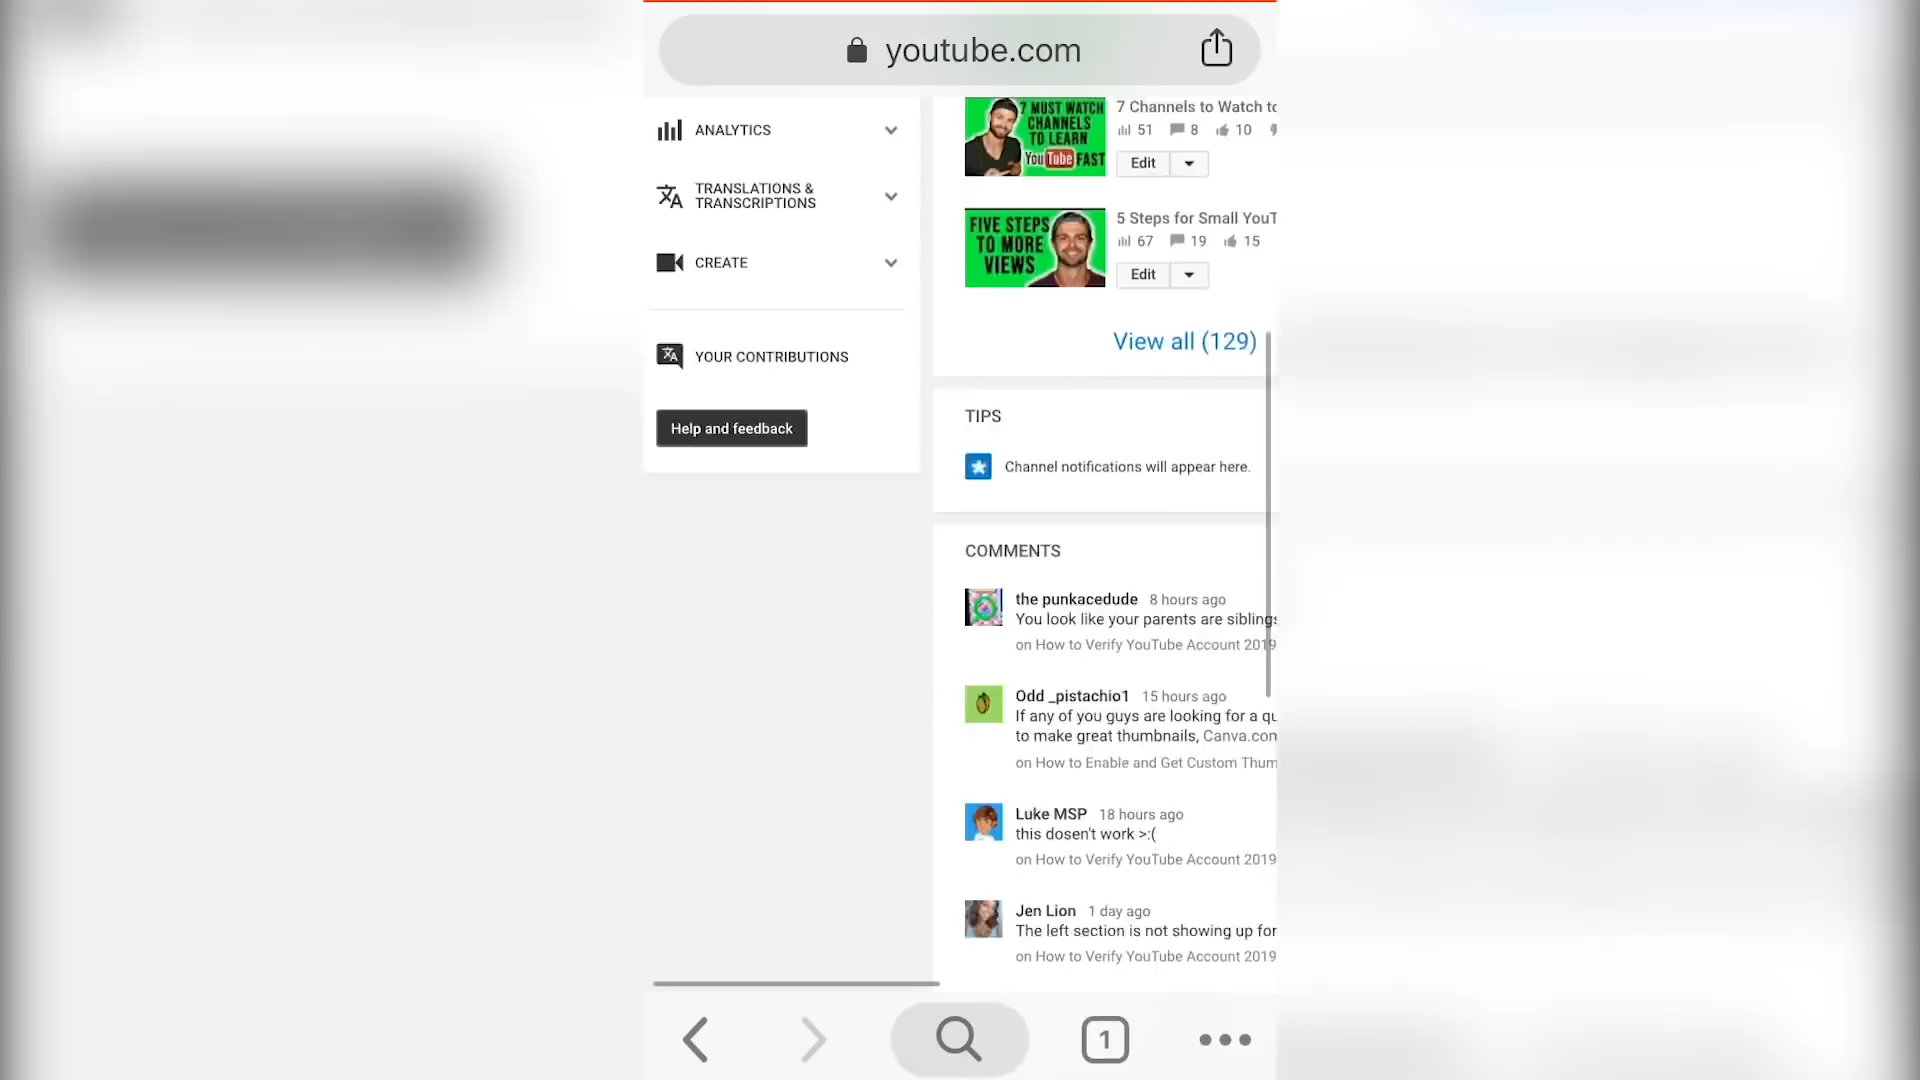 youtube.com
ANALYTICS
TRANSLATIONS &
TRANSCRIPTIONS
CREATE
YOUR CONTRIBUTIONS
Help and feedback
7 MUST WATCH
CHANNELS
TO LEARN
YouTube FAST
7 Channels to Watch to
51 8 10
Edit
FIVE STEPS
TO MORE
VIEWS
5 Steps for Small YouT
67 19 15
Edit
View all (129)
TIPS
Channel notifications will appear here.
COMMENTS
the punkacedude 8 hours ago
You look like your parents are siblings
on How to Verify YouTube Account 2019
Odd _pistachio1 15 hours ago
If any of you guys are looking for a qu
to make great thumbnails, Canva.com
on How to Enable and Get Custom Thum
Luke MSP 18 hours ago
this dosen't work >:(
on How to Verify YouTube Account 2019
Jen Lion 1 day ago
The left section is not showing up for
on How to Verify YouTube Account 2019
1